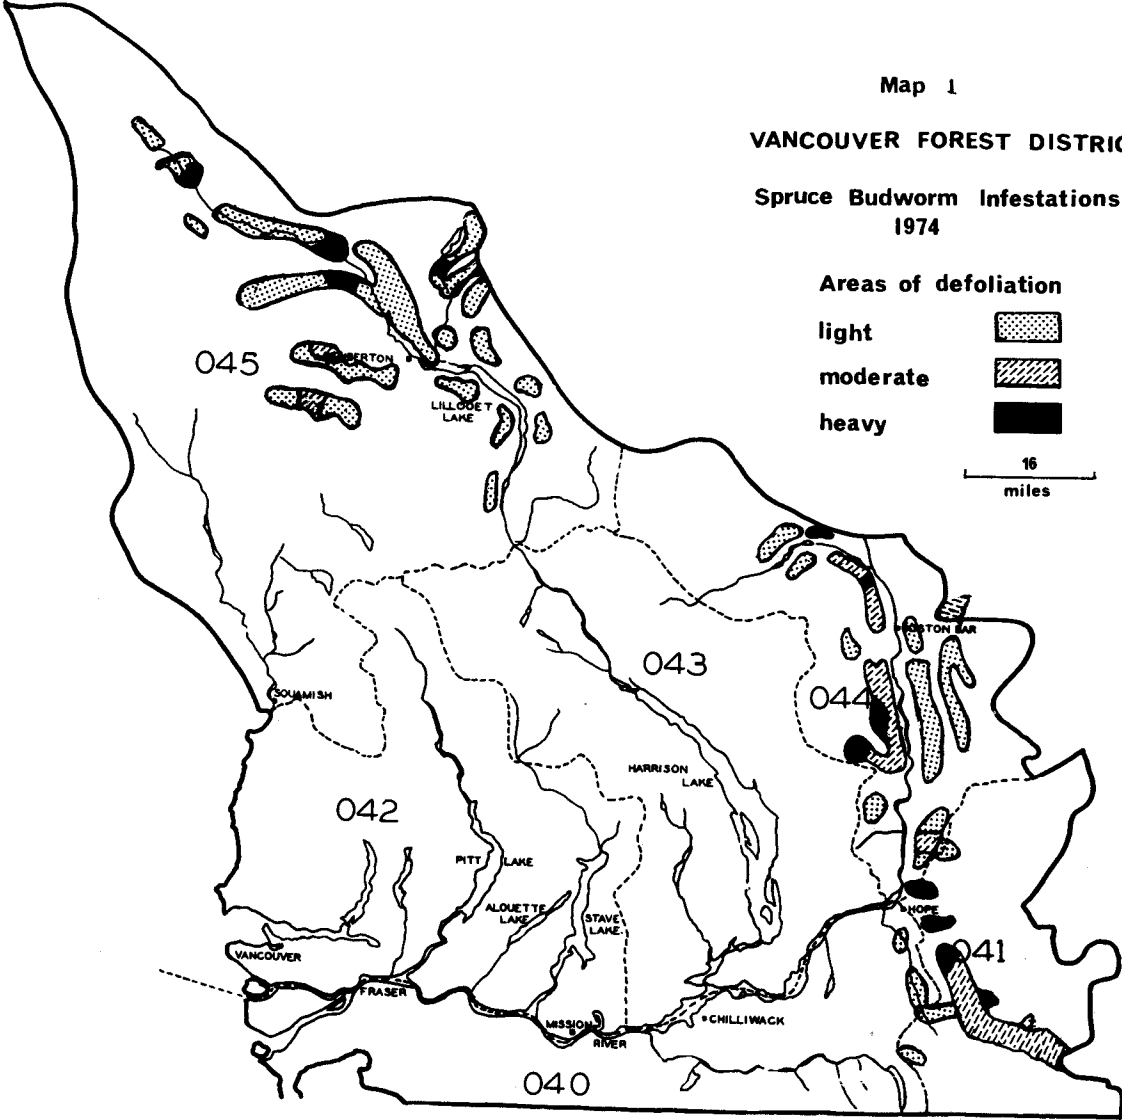 Map 1
VANCOUVER FOREST DISTRIC
Spruce Budworm Infestations
1974
Areas of defoliation
light
moderate
heavy
16
miles
045
LILLOOET
LAKE
BOSTON BAR
043
044
SQUAMISH
HARRISON
LAKE
042
PITT LAKE
ALOUETTE
LAKE
STAVE
LAKE
HOPE
041
VANCOUVER
FRASER
MISSION
RIVER
CHILLIWACK
040